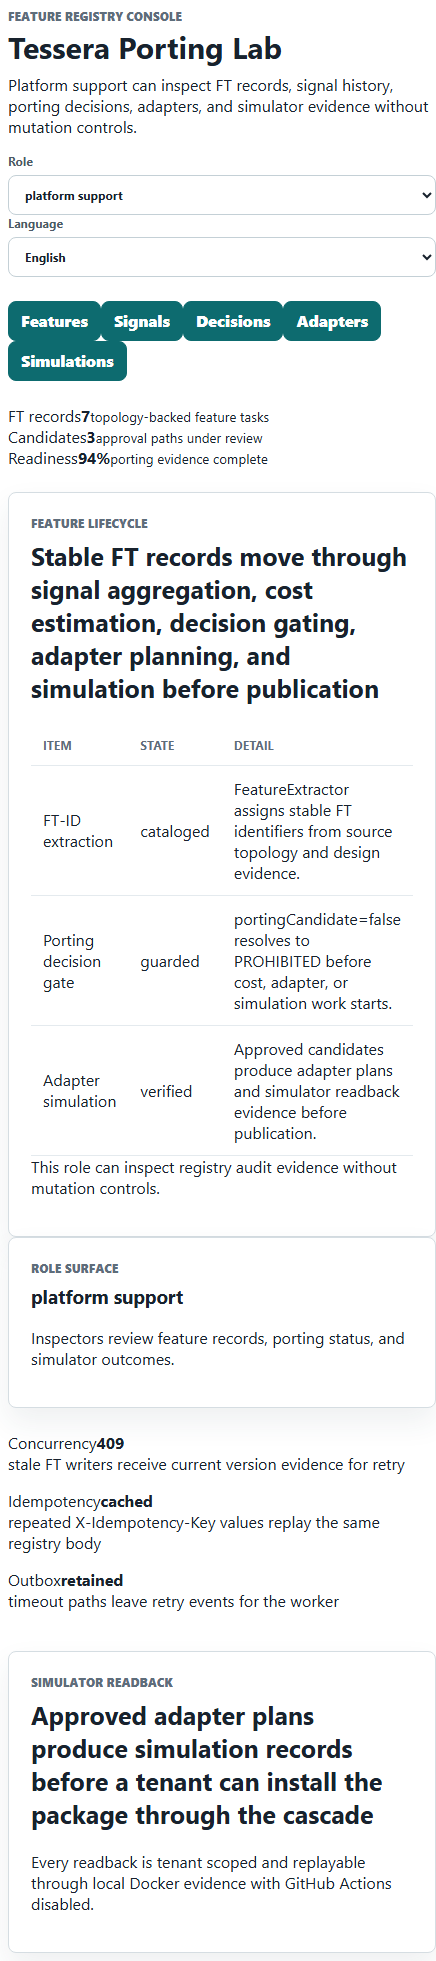 FEATURE REGISTRY CONSOLE
Tessera Porting Lab
Platform support can inspect FT records, signal history,
porting decisions, adapters, and simulator evidence without
mutation controls.
Role
platform support
Language
English
Features Signals Decisions Adapters
Simulations
FT records7topology-backed feature tasks
Candidates3approval paths under review
Readiness94%porting evidence complete
FEATURE LIFECYCLE
Stable FT records move through
signal aggregation, cost
estimation, decision gating,
adapter planning, and
simulation before publication
ITEM STATE DETAIL
FT-ID
extraction
cataloged
FeatureExtractor
assigns stable FT
identifiers from source
topology and design
evidence.
Porting
decision
gate
guarded
portingCandidate=false
resolves to
PROHIBITED before
cost, adapter, or
simulation work starts.
Adapter
simulation
verified
Approved candidates
produce adapter plans
and simulator readback
evidence before
publication.
This role can inspect registry audit evidence without
mutation controls.
ROLE SURFACE
platform support
Inspectors review feature records, porting status, and
simulator outcomes.
Concurrency409
stale FT writers receive current version evidence for retry
Idempotencycached
repeated X-Idempotency-Key values replay the same
registry body
Outboxretained
timeout paths leave retry events for the worker
SIMULATOR READBACK
Approved adapter plans
produce simulation records
before a tenant can install the
package through the cascade
Every readback is tenant scoped and replayable
through local Docker evidence with GitHub Actions
disabled.